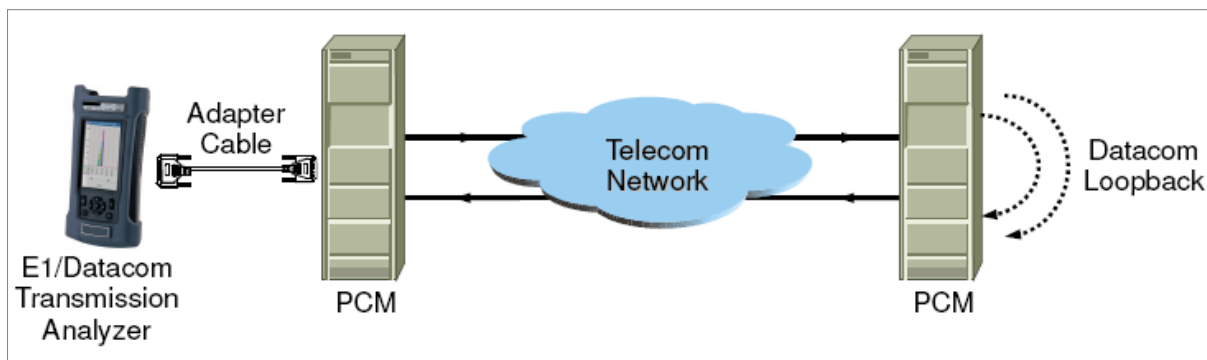 Adapter
Cable
Telecom
Network
Datacom
Loopback
E1/Datacom
Transmission
Analyzer
PCM
PCM